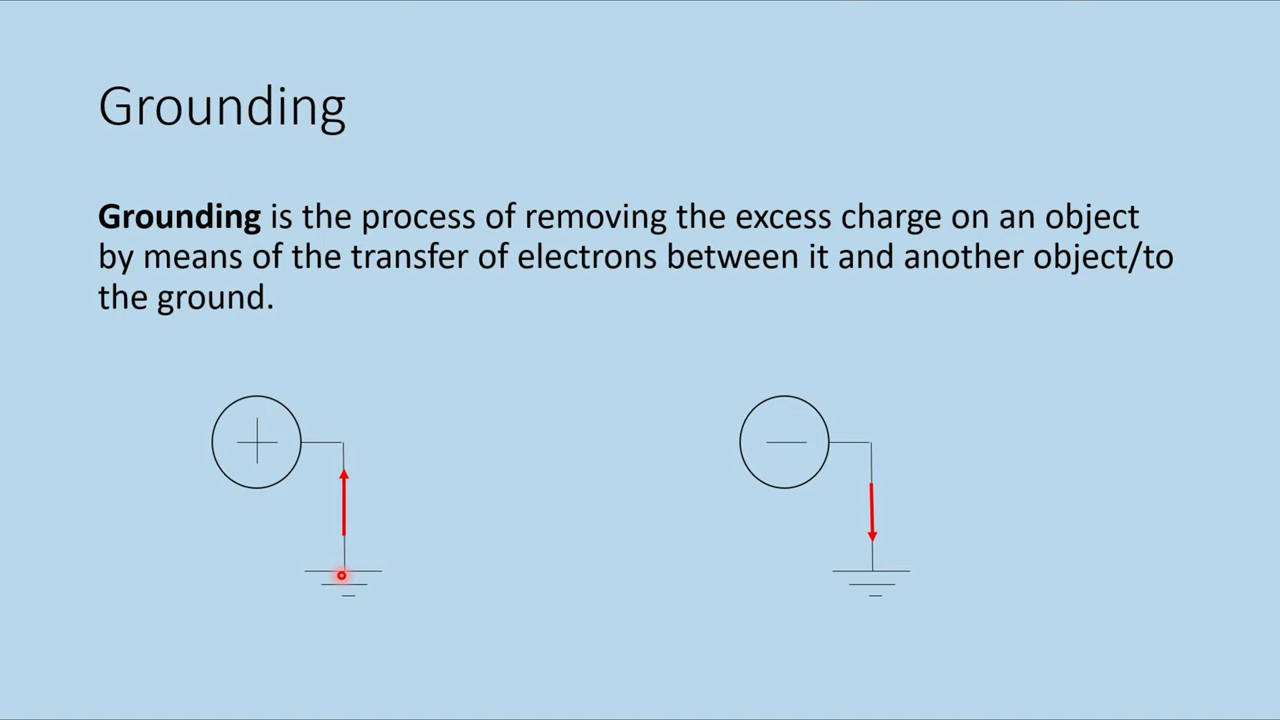 Grounding
Grounding is the process of removing the excess charge on an object
by means of the transfer of electrons between it and another object/to
the ground.